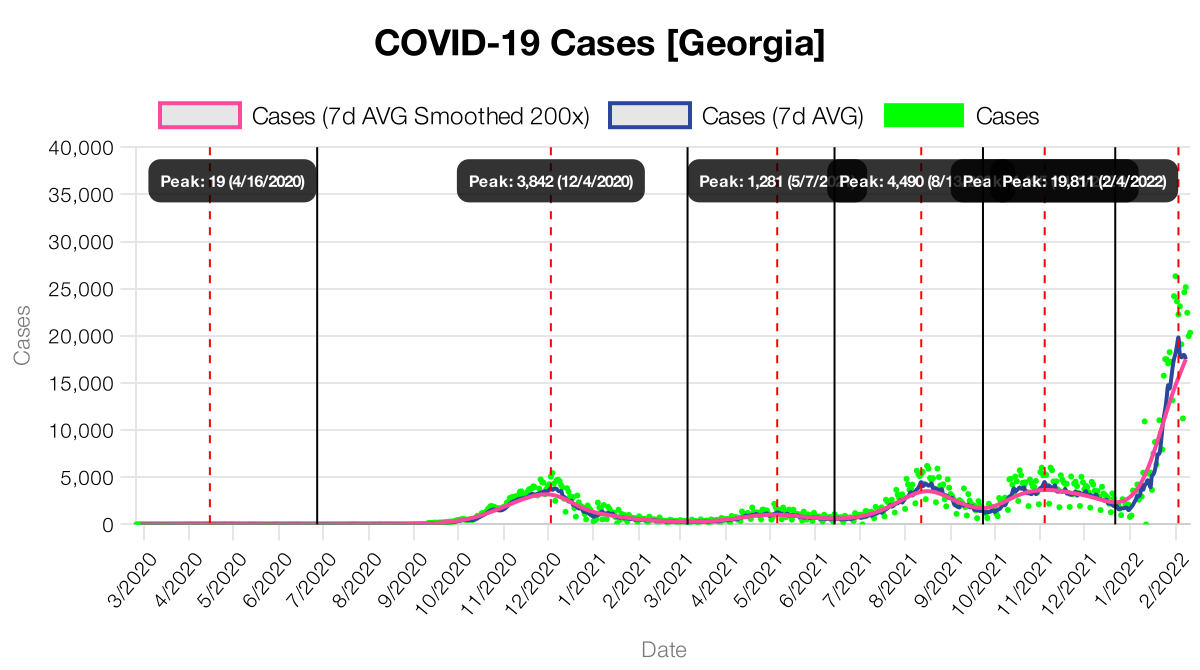 COVID-19 Cases [Georgia]
Cases (7d AVG Smoothed 200x)
Cases (7d AVG)
Cases
40,000
35,000
30,000
25,000
20,000
15,000
10,000
5,000
0
Cases
Peak: 19 (4/16/2020)
Peak: 3,842 (12/4/2020)
Peak: 1,281 (5/7/20
Peak: 4,490 (8/13
Peak
Peak: 19,811 (2/4/2022)
3/2020
4/2020
5/2020
6/2020
7/2020
8/2020
9/2020
10/2020
11/2020
12/2020
1/2021
2/2021
3/2021
4/2021
5/2021
6/2021
7/2021
8/2021
9/2021
10/2021
11/2021
12/2021
1/2022
2/2022
Date